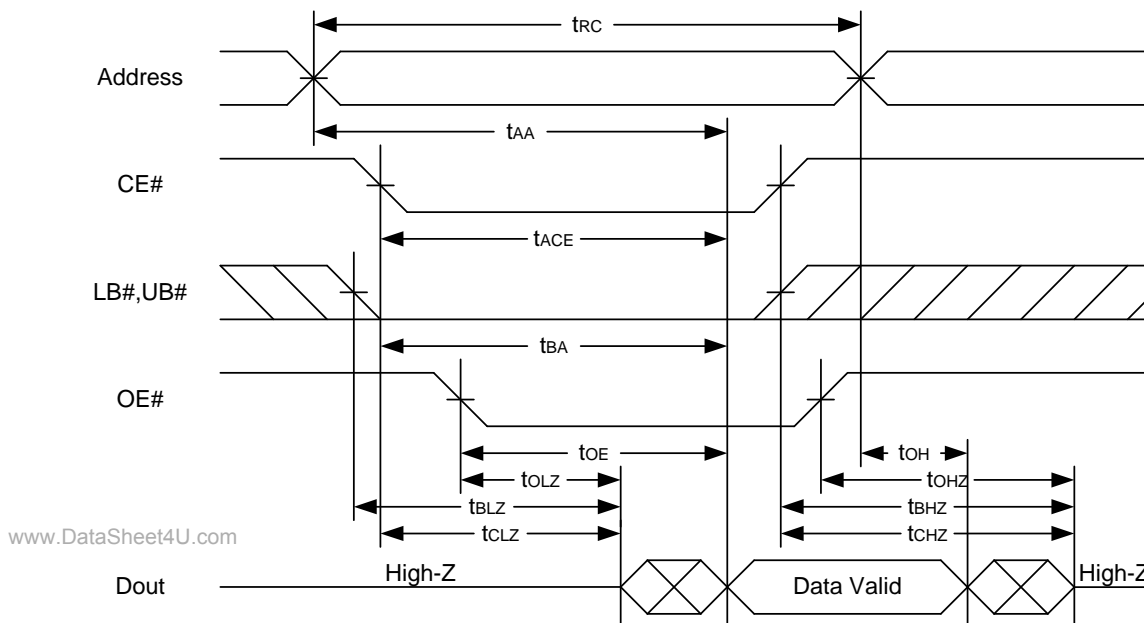 tRC
Address
tAA
CE#
tACE
LB#,UB#
tBA
OE#
tOE
tOH
tOLZ
tOHZ
tBLZ
tBHZ
www.DataSheet4U.com
tCLZ
tCHZ
Dout
High-Z
Data Valid
High-Z